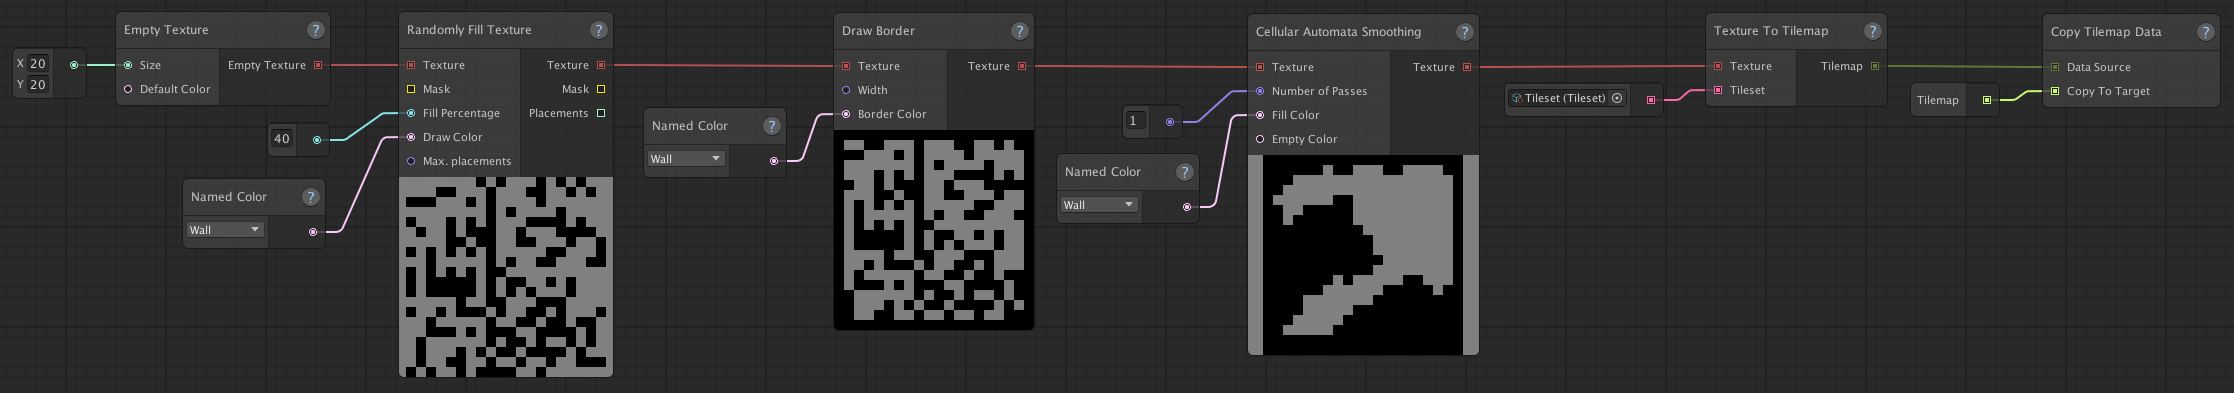 X 20
Y 20
Empty Texture ?
Size Empty Texture
Default Color
40
Named Color ?
Wall
Randomly Fill Texture ?
Texture Texture
Mask Mask
Fill Percentage Placements
Draw Color
Max. placements
Named Color ?
Wall
Draw Border ?
Texture Texture
Width
Border Color
1
Named Color ?
Wall
Cellular Automata Smoothing ?
Texture Texture
Number of Passes
Fill Color
Empty Color
Tileset (Tileset)
Texture To Tilemap ?
Texture Tilemap
Tileset
Tilemap
Copy Tilemap Data ?
Data Source
Copy To Target